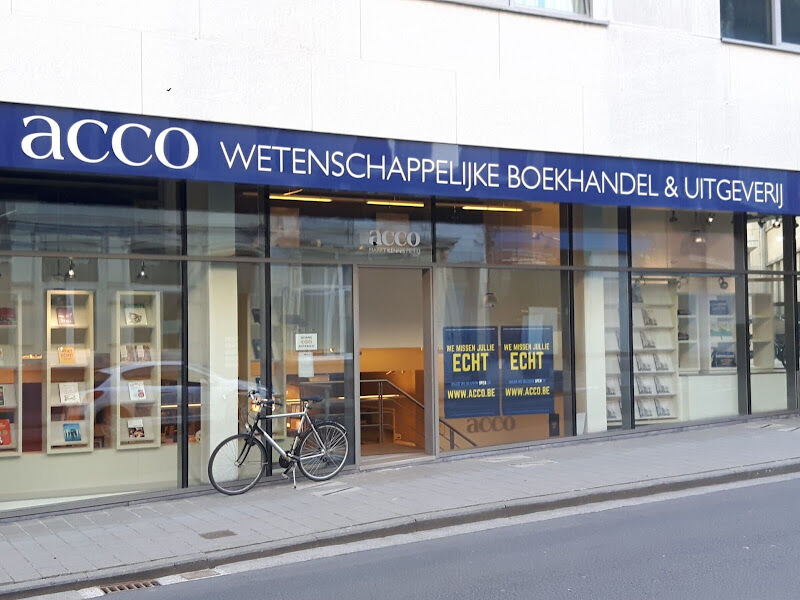 acco WETENSCHAPPELIJKE BOEKHANDEL & UITGEVERIJ
acco
WE MISSEN JULLIE
ECHT
WWW.ACCO.BE
WE MISSEN JULLIE
ECHT
WWW.ACCO.BE
acco